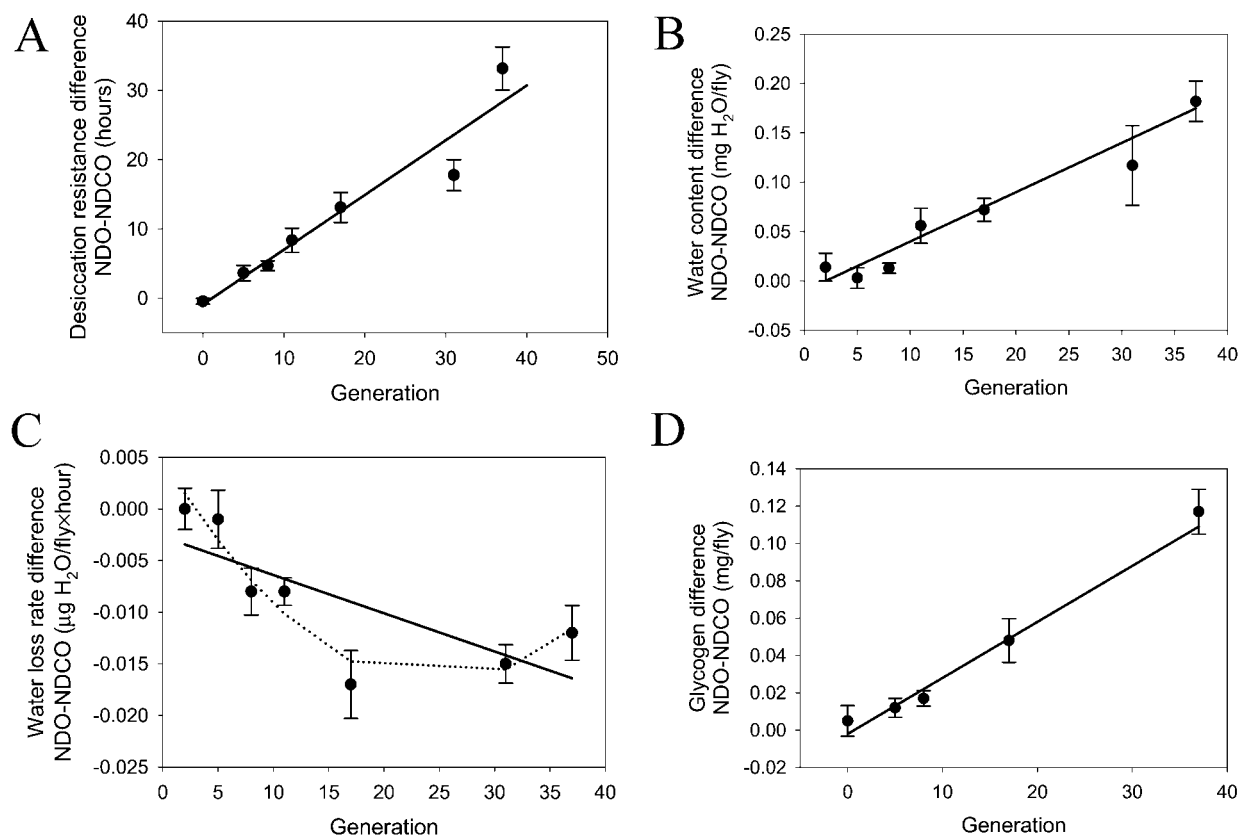 A
Desiccation resistance difference
NDO-NDCO (hours)
40
30
20
10
0
0 10 20 30 40 50
Generation
B
Water content difference
NDO-NDCO (mg H₂O/fly)
0.25
0.20
0.15
0.10
0.05
0.00
-0.05
0 5 10 15 20 25 30 35 40
Generation
C
Water loss rate difference
NDO-NDCO (µg H₂O/fly×hour)
0.005
0.000
-0.005
-0.010
-0.015
-0.020
-0.025
0 5 10 15 20 25 30 35 40
Generation
D
Glycogen difference
NDO-NDCO (mg/fly)
0.14
0.12
0.10
0.08
0.06
0.04
0.02
0.00
-0.02
0 10 20 30 40
Generation